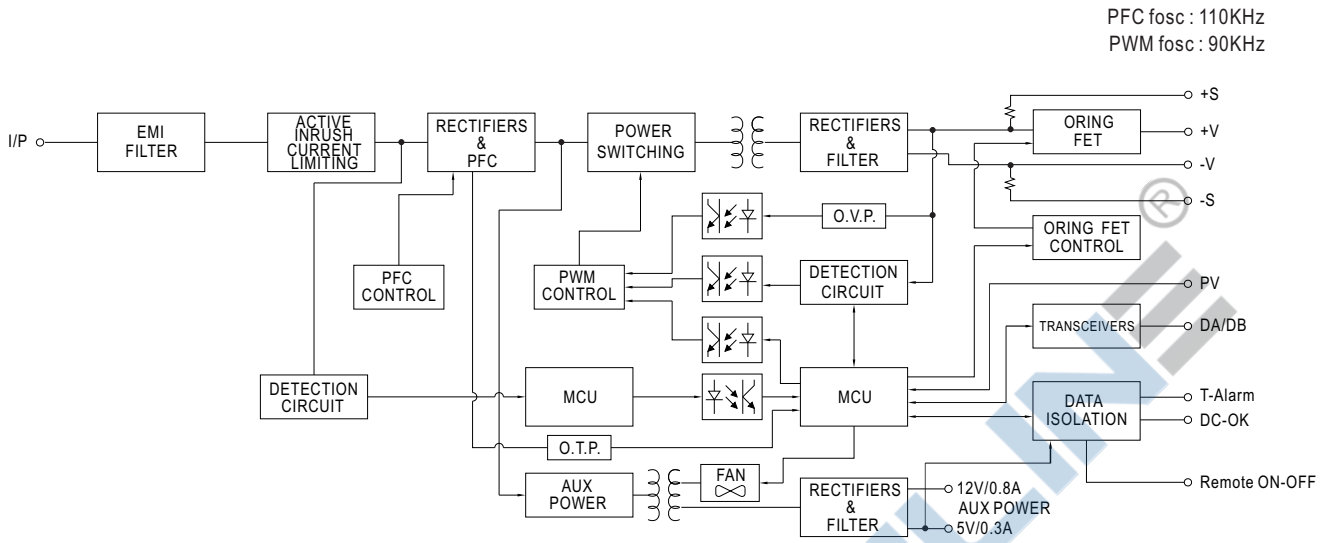 PFC fosc : 110KHz
PWM fosc : 90KHz
I/P
EMI
FILTER
ACTIVE
INRUSH
CURRENT
LIMITING
RECTIFIERS
&
PFC
POWER
SWITCHING
RECTIFIERS
&
FILTER
ORING
FET
+S
+V
-V
-S
®
O.V.P.
ORING FET
CONTROL
PFC
CONTROL
PWM
CONTROL
DETECTION
CIRCUIT
PV
TRANSCEIVERS
DA/DB
DETECTION
CIRCUIT
MCU
MCU
DATA
ISOLATION
T-Alarm
DC-OK
O.T.P.
AUX
POWER
FAN
RECTIFIERS
&
FILTER
12V/0.8A
AUX POWER
5V/0.3A
Remote ON-OFF